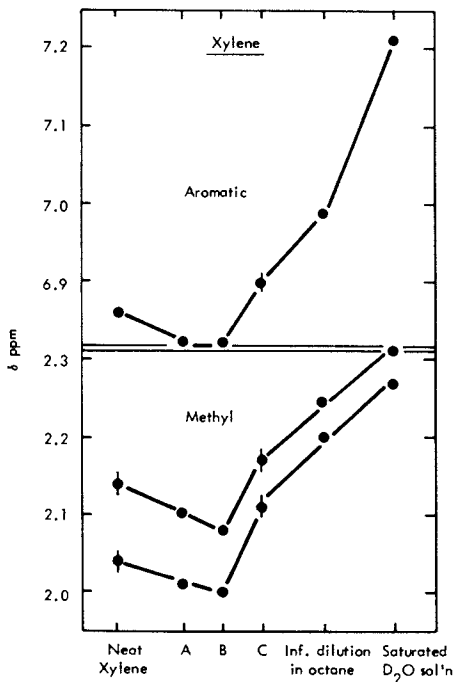 Xylene
7.2
7.1
Aromatic
7.0
6.9
δ ppm
2.3
Methyl
2.2
2.1
2.0
Neat Xylene
A
B
C
Inf. dilution in octane
Saturated D₂O sol'n